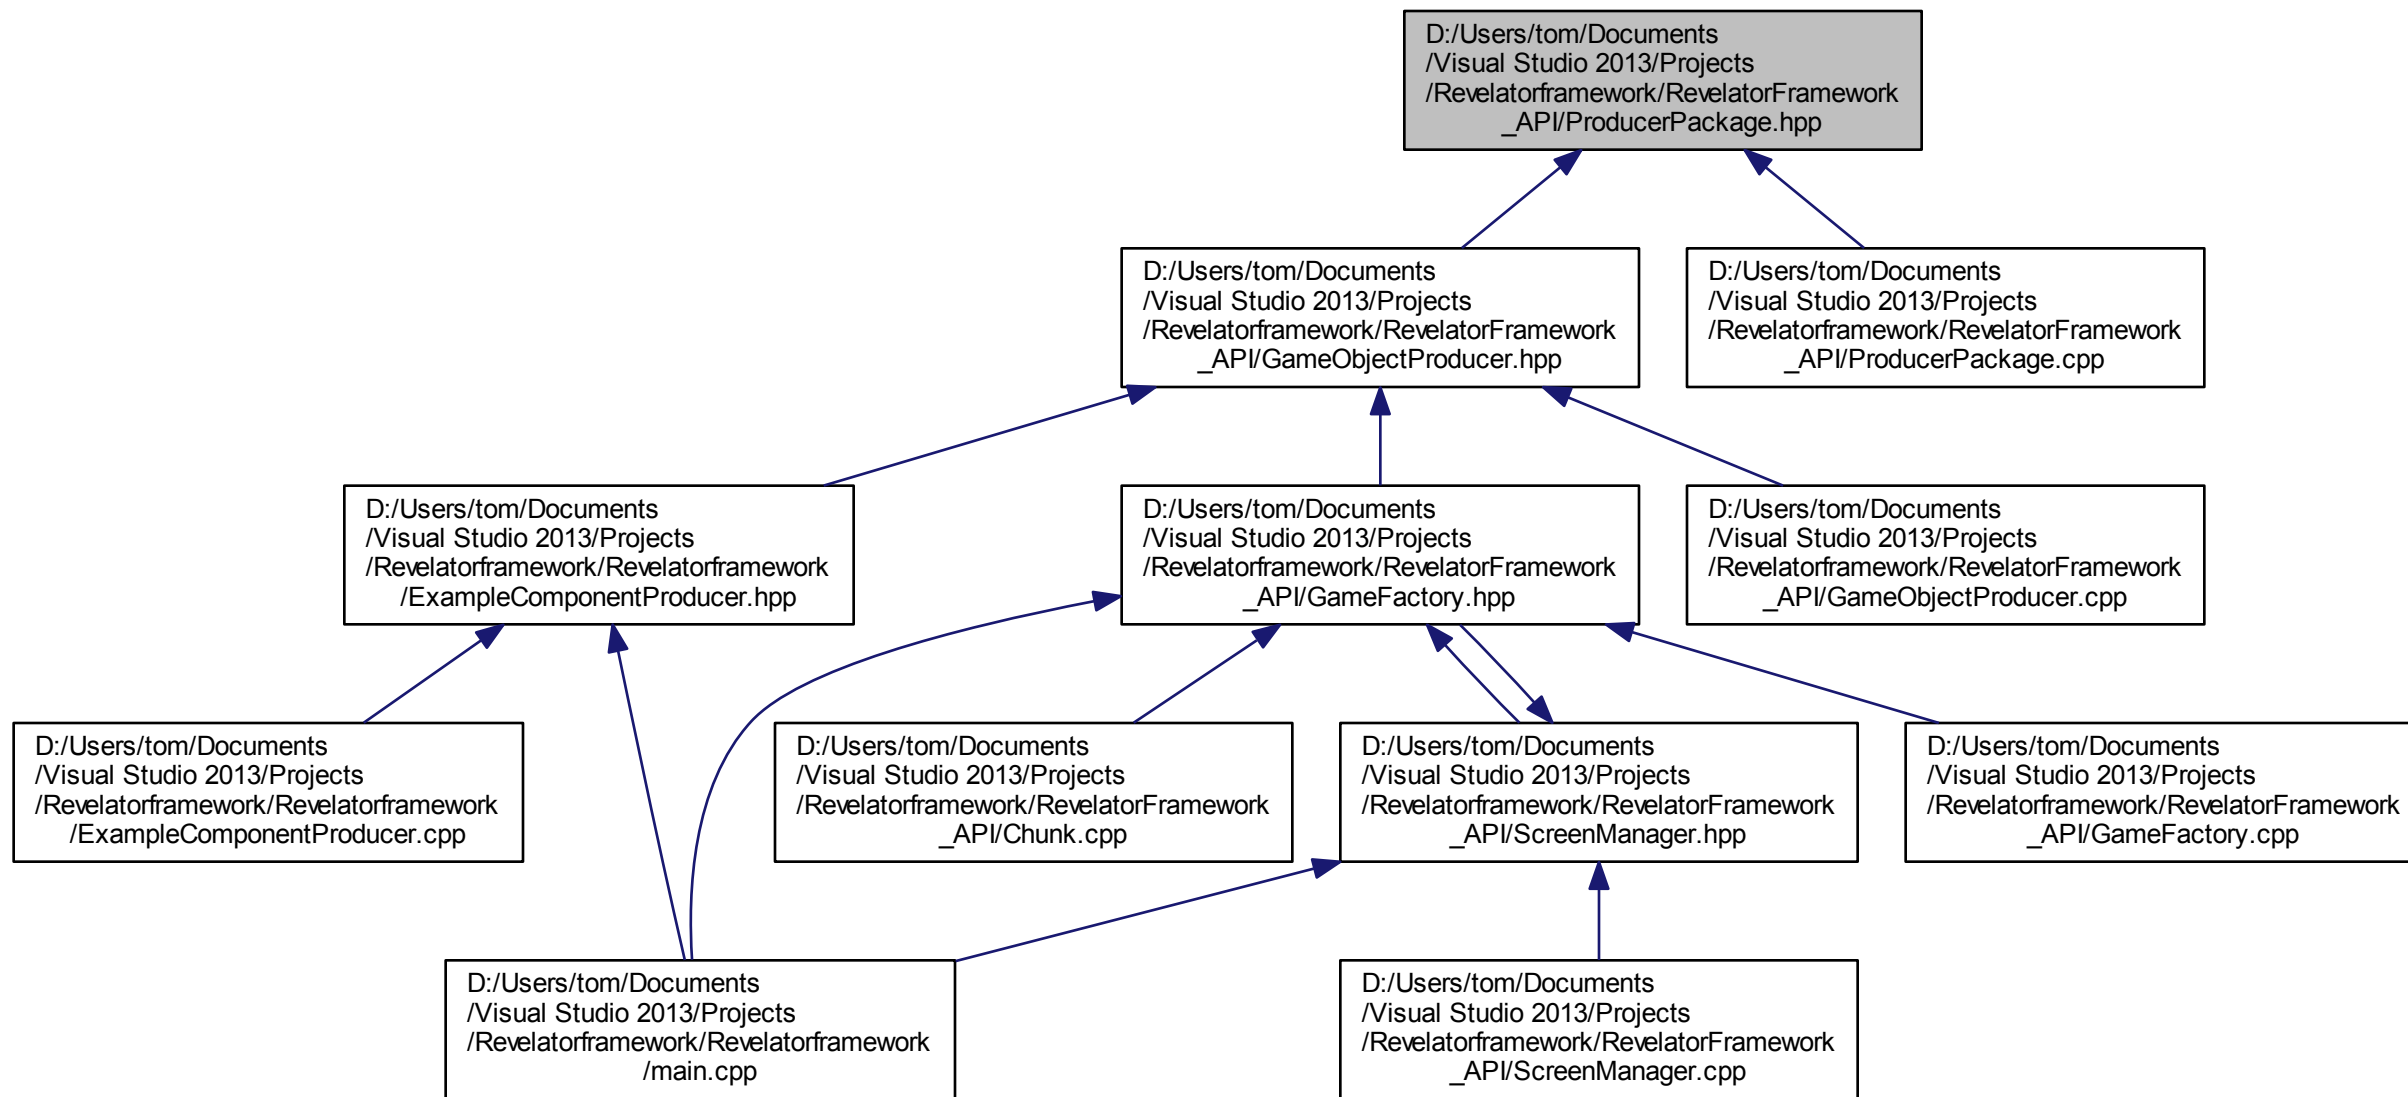 D:/Users/tom/Documents
/Visual Studio 2013/Projects
/Revelatorframework/RevelatorFramework
_API/ProducerPackage.hpp
D:/Users/tom/Documents
/Visual Studio 2013/Projects
/Revelatorframework/RevelatorFramework
_API/GameObjectProducer.hpp
D:/Users/tom/Documents
/Visual Studio 2013/Projects
/Revelatorframework/RevelatorFramework
_API/ProducerPackage.cpp
D:/Users/tom/Documents
/Visual Studio 2013/Projects
/Revelatorframework/Revelatorframework
/ExampleComponentProducer.hpp
D:/Users/tom/Documents
/Visual Studio 2013/Projects
/Revelatorframework/RevelatorFramework
_API/GameFactory.hpp
D:/Users/tom/Documents
/Visual Studio 2013/Projects
/Revelatorframework/RevelatorFramework
_API/GameObjectProducer.cpp
D:/Users/tom/Documents
/Visual Studio 2013/Projects
/Revelatorframework/Revelatorframework
/ExampleComponentProducer.cpp
D:/Users/tom/Documents
/Visual Studio 2013/Projects
/Revelatorframework/RevelatorFramework
_API/Chunk.cpp
D:/Users/tom/Documents
/Visual Studio 2013/Projects
/Revelatorframework/RevelatorFramework
_API/ScreenManager.hpp
D:/Users/tom/Documents
/Visual Studio 2013/Projects
/Revelatorframework/RevelatorFramework
_API/GameFactory.cpp
D:/Users/tom/Documents
/Visual Studio 2013/Projects
/Revelatorframework/Revelatorframework
/main.cpp
D:/Users/tom/Documents
/Visual Studio 2013/Projects
/Revelatorframework/RevelatorFramework
_API/ScreenManager.cpp